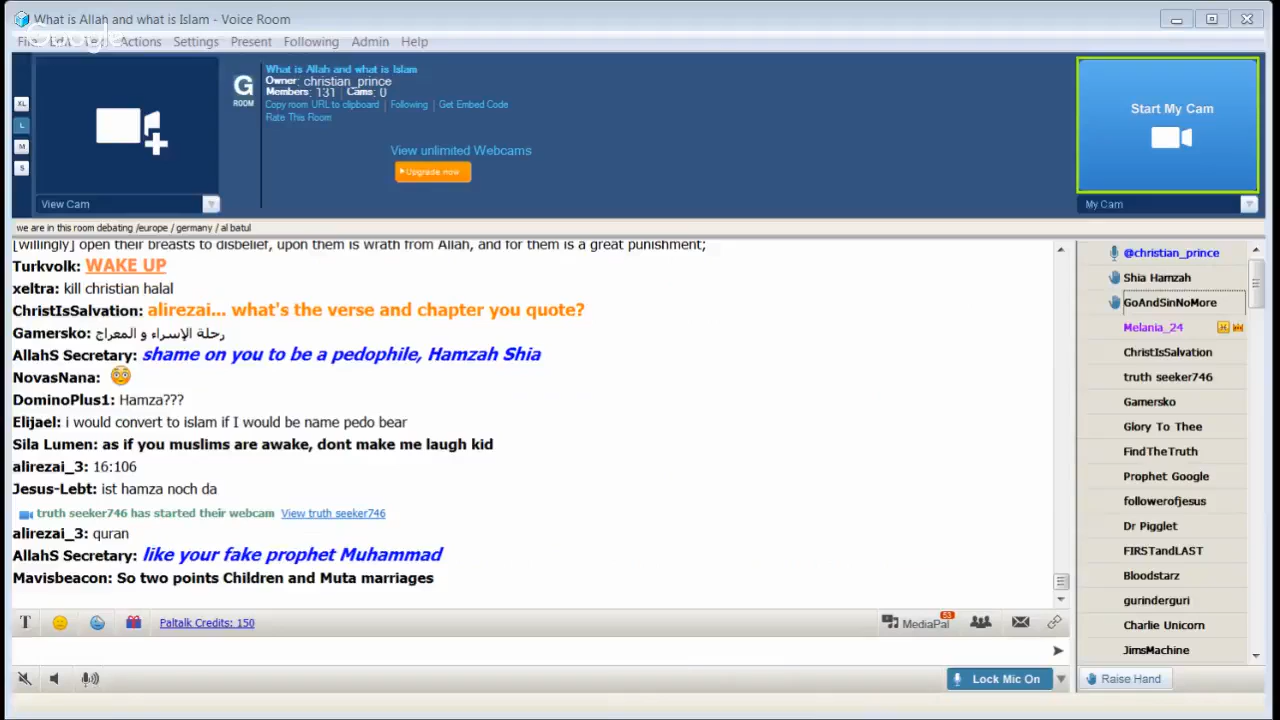 What is Allah and what is Islam - Voice Room
Google
File Edit Actions Settings Present Following Admin Help
XL
L
M
S
G
ROOM
What is Allah and what is Islam
Owner: christian_prince
Members: 131 Cams: 0
Copy room URL to clipboard | Following | Get Embed Code
Rate This Room
View unlimited Webcams
Upgrade now
Start My Cam
View Cam
My Cam
we are in this room debating /europe / germany / al batul
[willingly] open their breasts to disbelief, upon them is wrath from Allah, and for them is a great punishment;
Turkvolk: WAKE UP
xeltra: kill christian halal
ChristIsSalvation: alirezai... what's the verse and chapter you quote?
Gamersko: رحلة الإسراء و المعراج
AllahS Secretary: shame on you to be a pedophile, Hamzah Shia
NovasNana:
DominoPlus1: Hamza???
Elijael: i would convert to islam if I would be name pedo bear
Sila Lumen: as if you muslims are awake, dont make me laugh kid
alirezai_3: 16:106
Jesus-Lebt: ist hamza noch da
truth seeker746 has started their webcam View truth seeker746
alirezai_3: quran
AllahS Secretary: like your fake prophet Muhammad
Mavisbeacon: So two points Children and Muta marriages
@christian_prince
Shia Hamzah
GoAndSinNoMore
Melania_24
ChristIsSalvation
truth seeker746
Gamersko
Glory To Thee
FindTheTruth
Prophet Google
followerofjesus
Dr Pigglet
FIRSTandLAST
Bloodstarz
gurinderguri
Charlie Unicorn
JimsMachine
T
Paltalk Credits: 150
MediaPal
53
Lock Mic On
Raise Hand